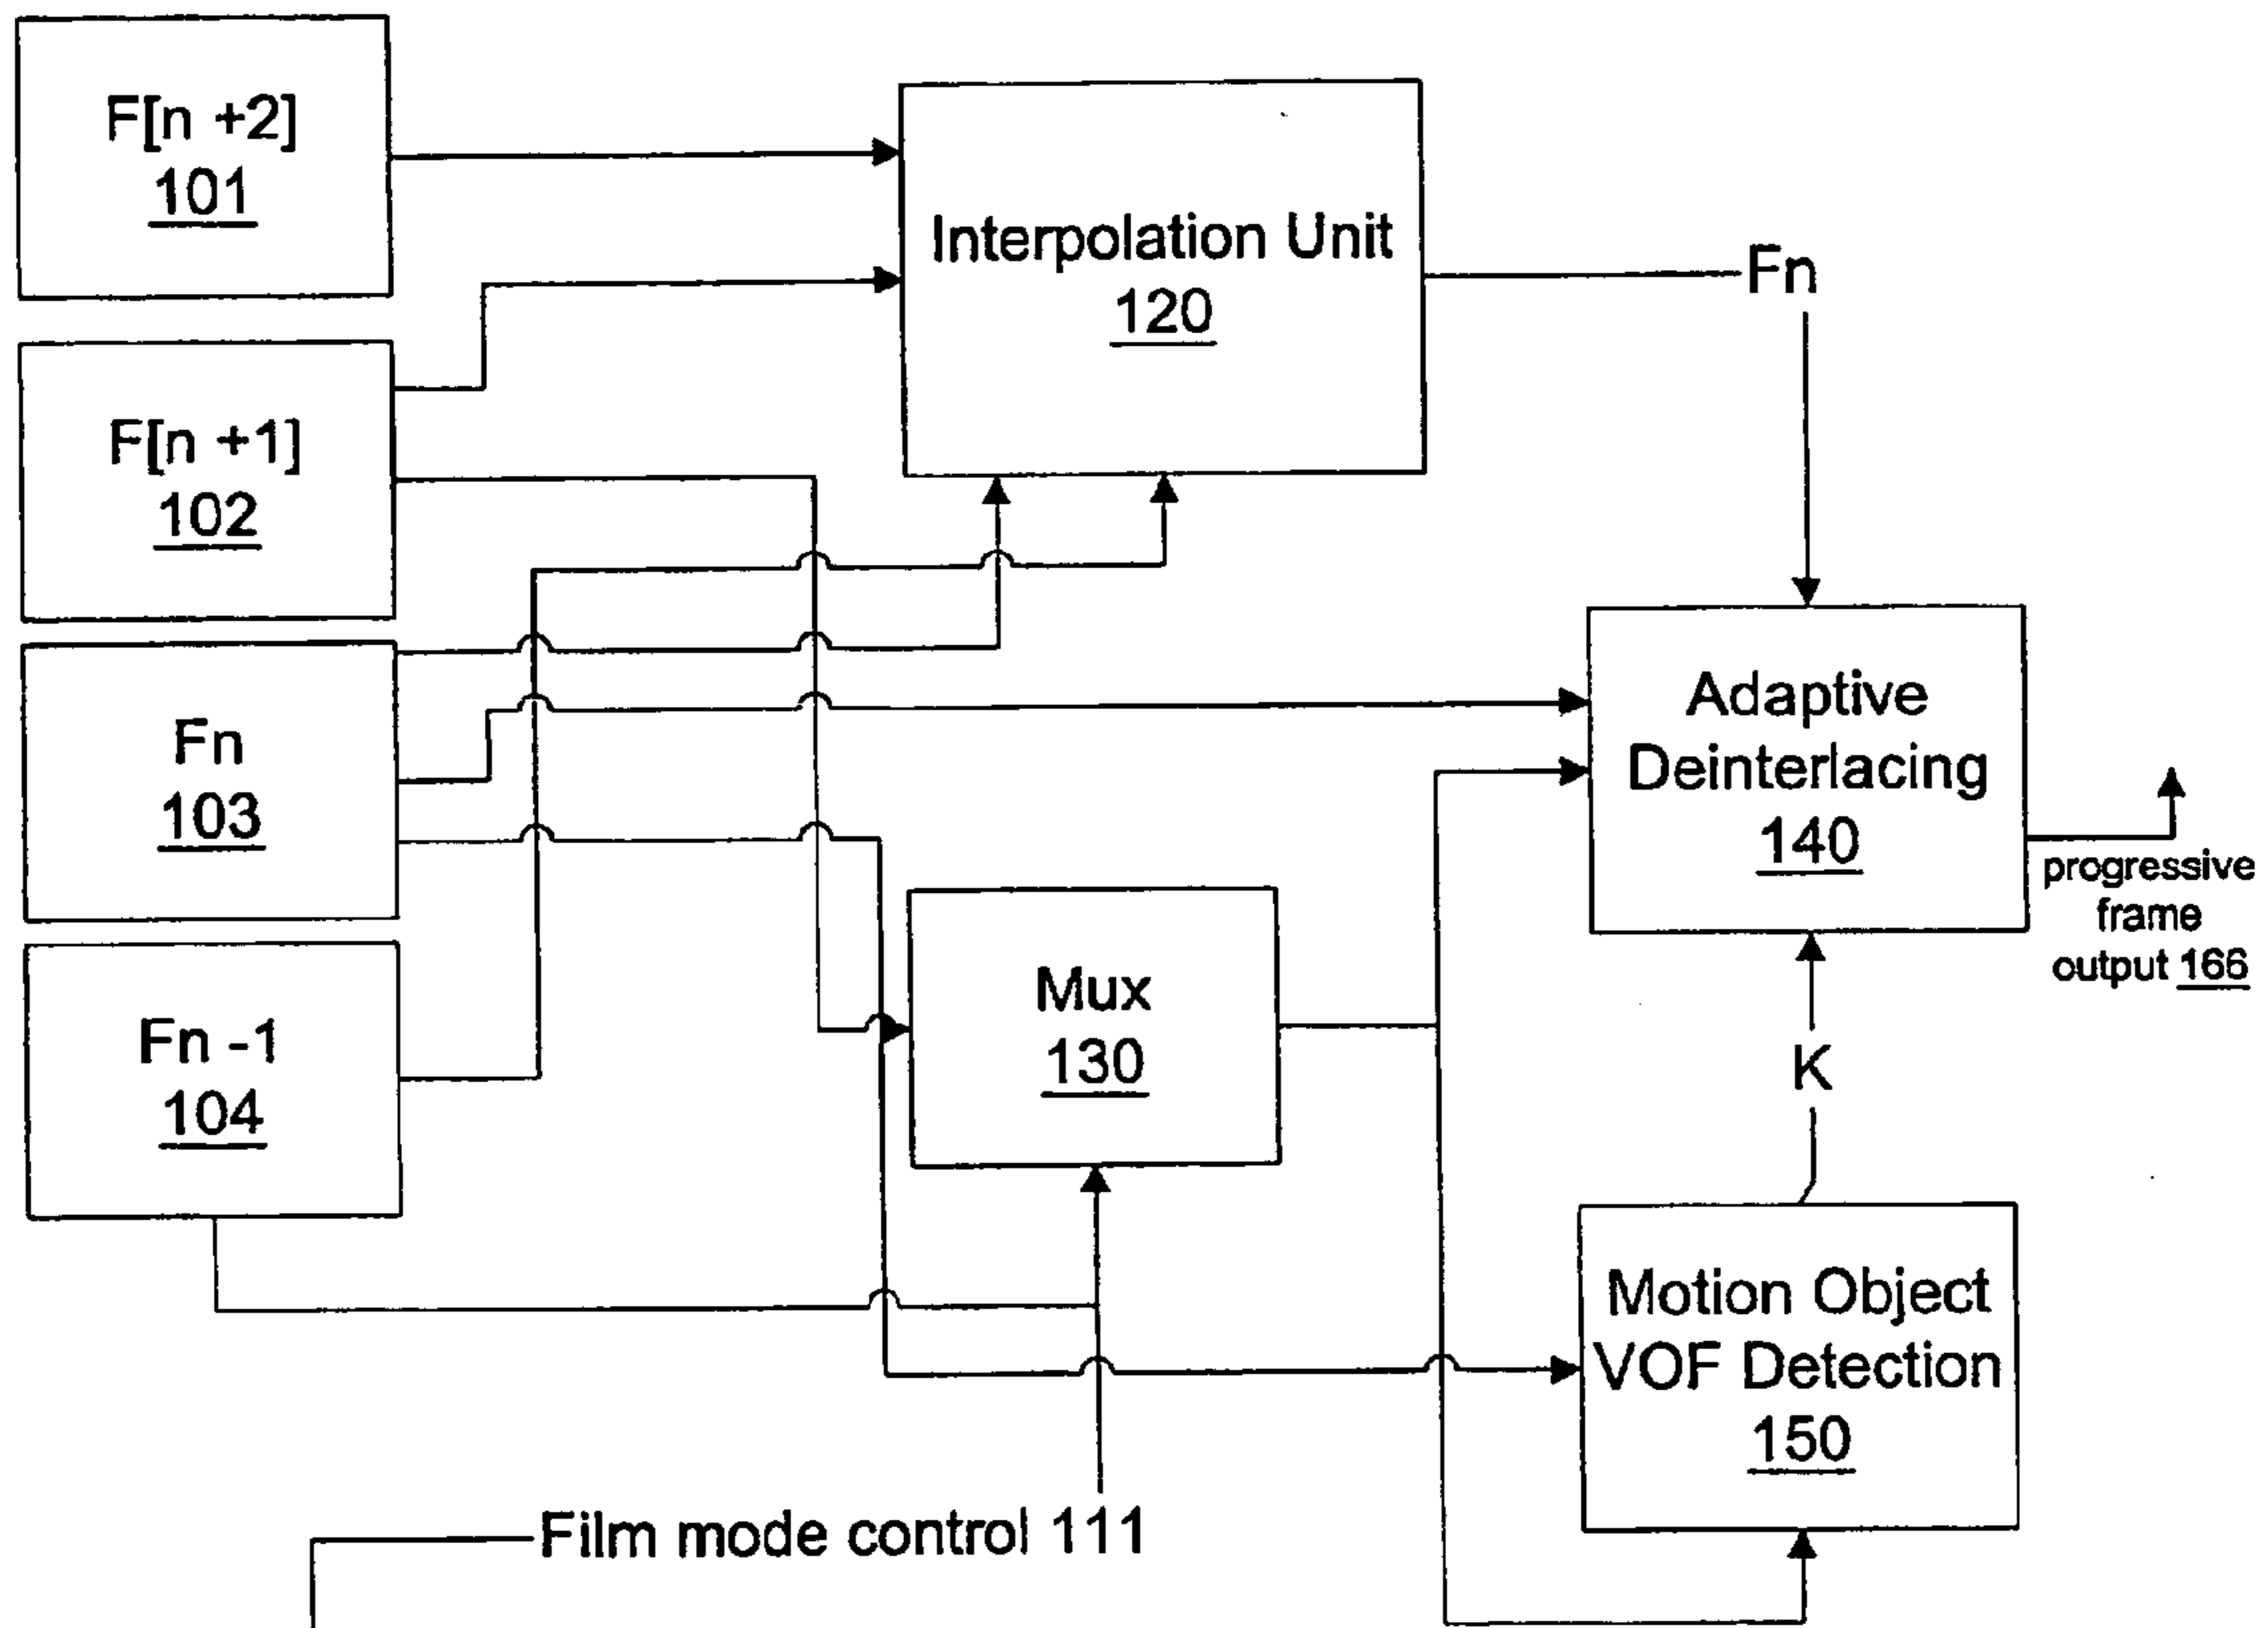 F[n +2]
101
F[n +1]
102
Fn
103
Fn -1
104
Interpolation Unit
120
Fn
Mux
130
Adaptive
Deinterlacing
140
progressive
frame
output 166
K
Motion Object
VOF Detection
150
Film mode control 111